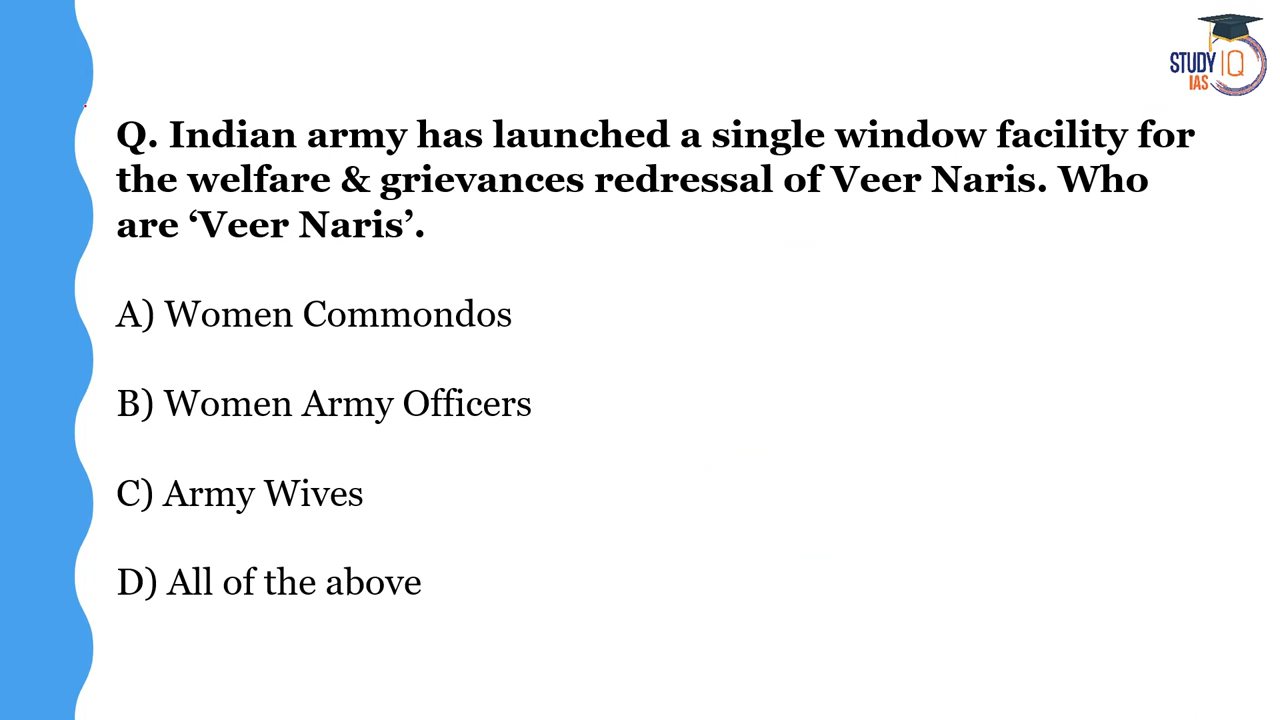 STUDY IQ
IAS
Q. Indian army has launched a single window facility for
the welfare & grievances redressal of Veer Naris. Who
are ‘Veer Naris’.
A) Women Commondos
B) Women Army Officers
C) Army Wives
D) All of the above